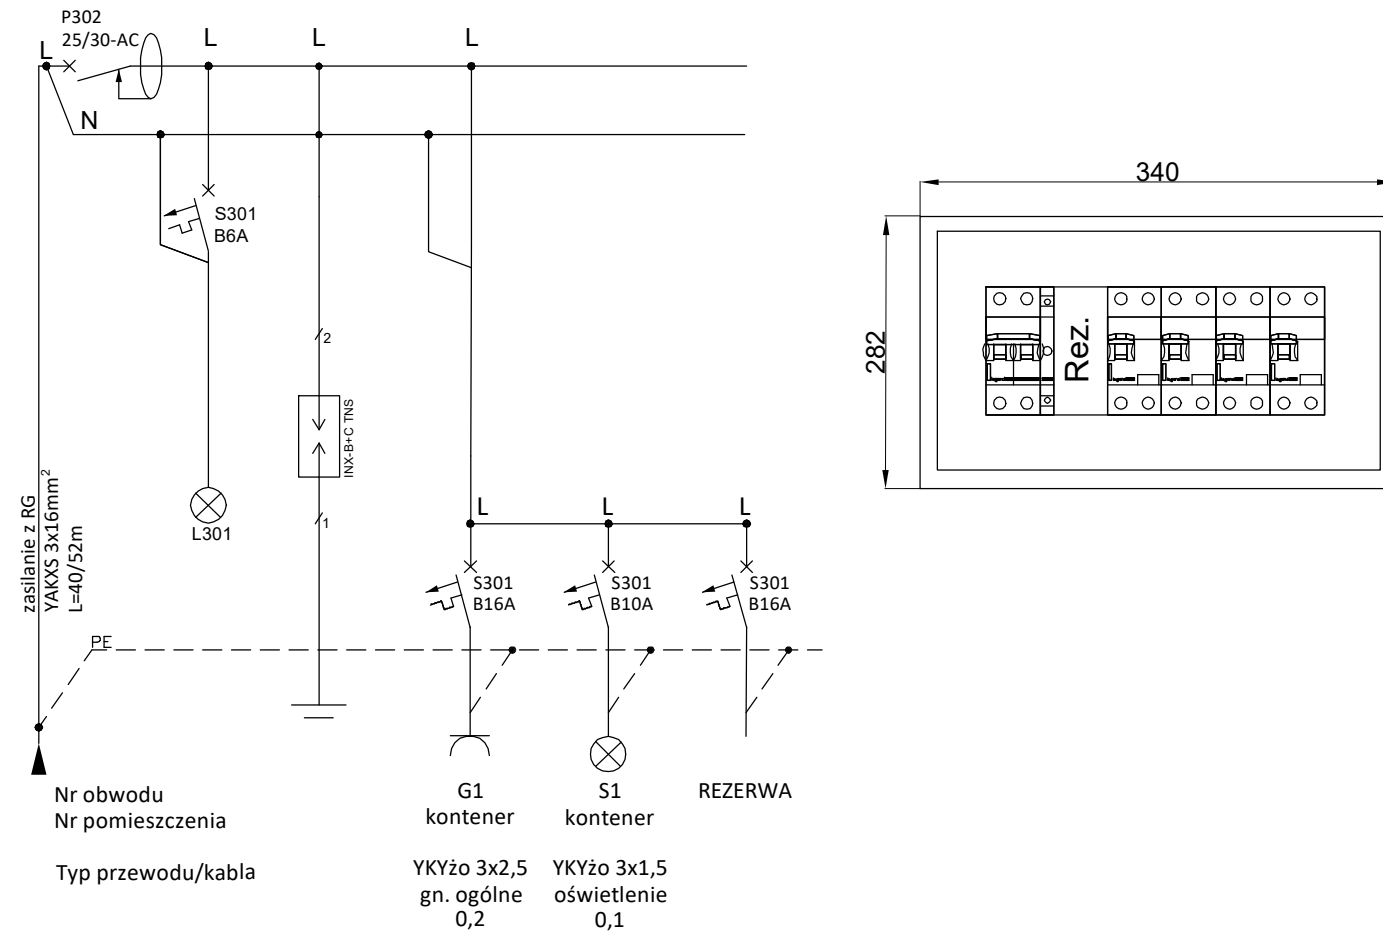 P302
25/30-AC
L
L
L
L
N
S301
B6A
2
INX-B+C TNS
1
L301
zasilanie z RG
YAKXS 3x16mm²
L=40/52m
PE
L
L
L
S301
B16A
S301
B10A
S301
B16A
Nr obwodu
Nr pomieszczenia
Typ przewodu/kabla
G1
kontener
YKYżo 3x2,5
gn. ogólne
0,2
S1
kontener
YKYżo 3x1,5
oświetlenie
0,1
REZERWA
340
282
Rez.